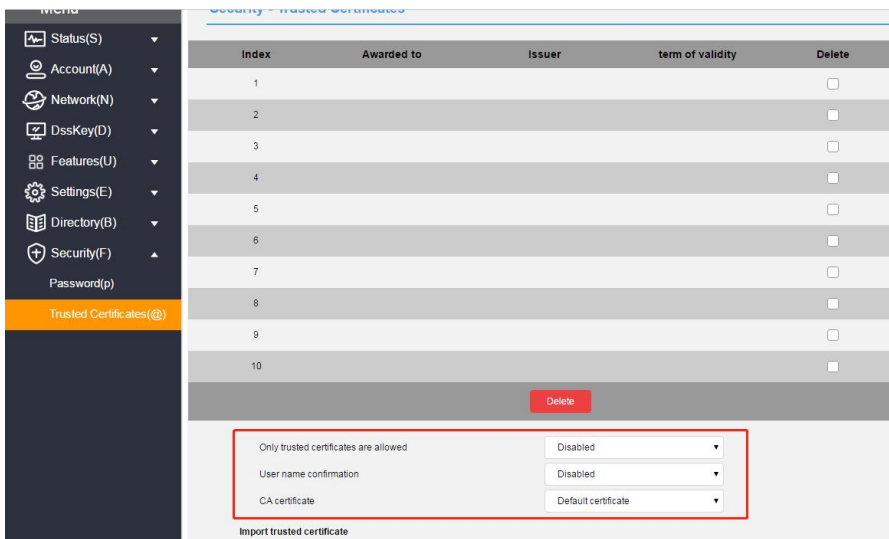 Menu
Security - Trusted Certificates
Status(S)
Account(A)
Network(N)
DssKey(D)
Features(U)
Settings(E)
Directory(B)
Security(F)
Password(p)
Trusted Certificates(@)
Index Awarded to Issuer term of validity Delete
1
2
3
4
5
6
7
8
9
10
Delete
Only trusted certificates are allowed Disabled
User name confirmation Disabled
CA certificate Default certificate
Import trusted certificate